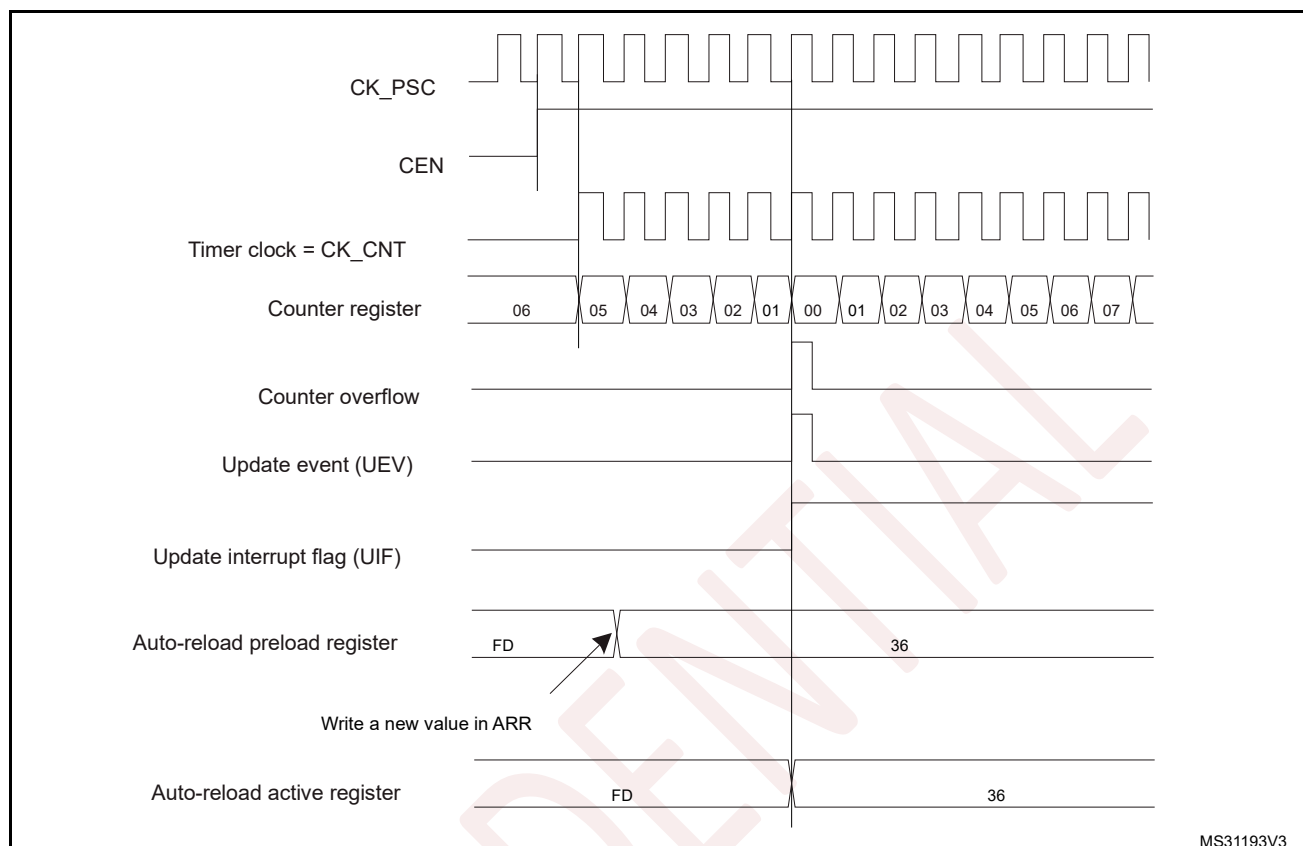 CK_PSC
CEN
Timer clock = CK_CNT
Counter register 06 05 04 03 02 01 00 01 02 03 04 05 06 07
Counter overflow
Update event (UEV)
Update interrupt flag (UIF)
Auto-reload preload register FD 36
Write a new value in ARR
Auto-reload active register FD 36
MS31193V3
DENTIAL